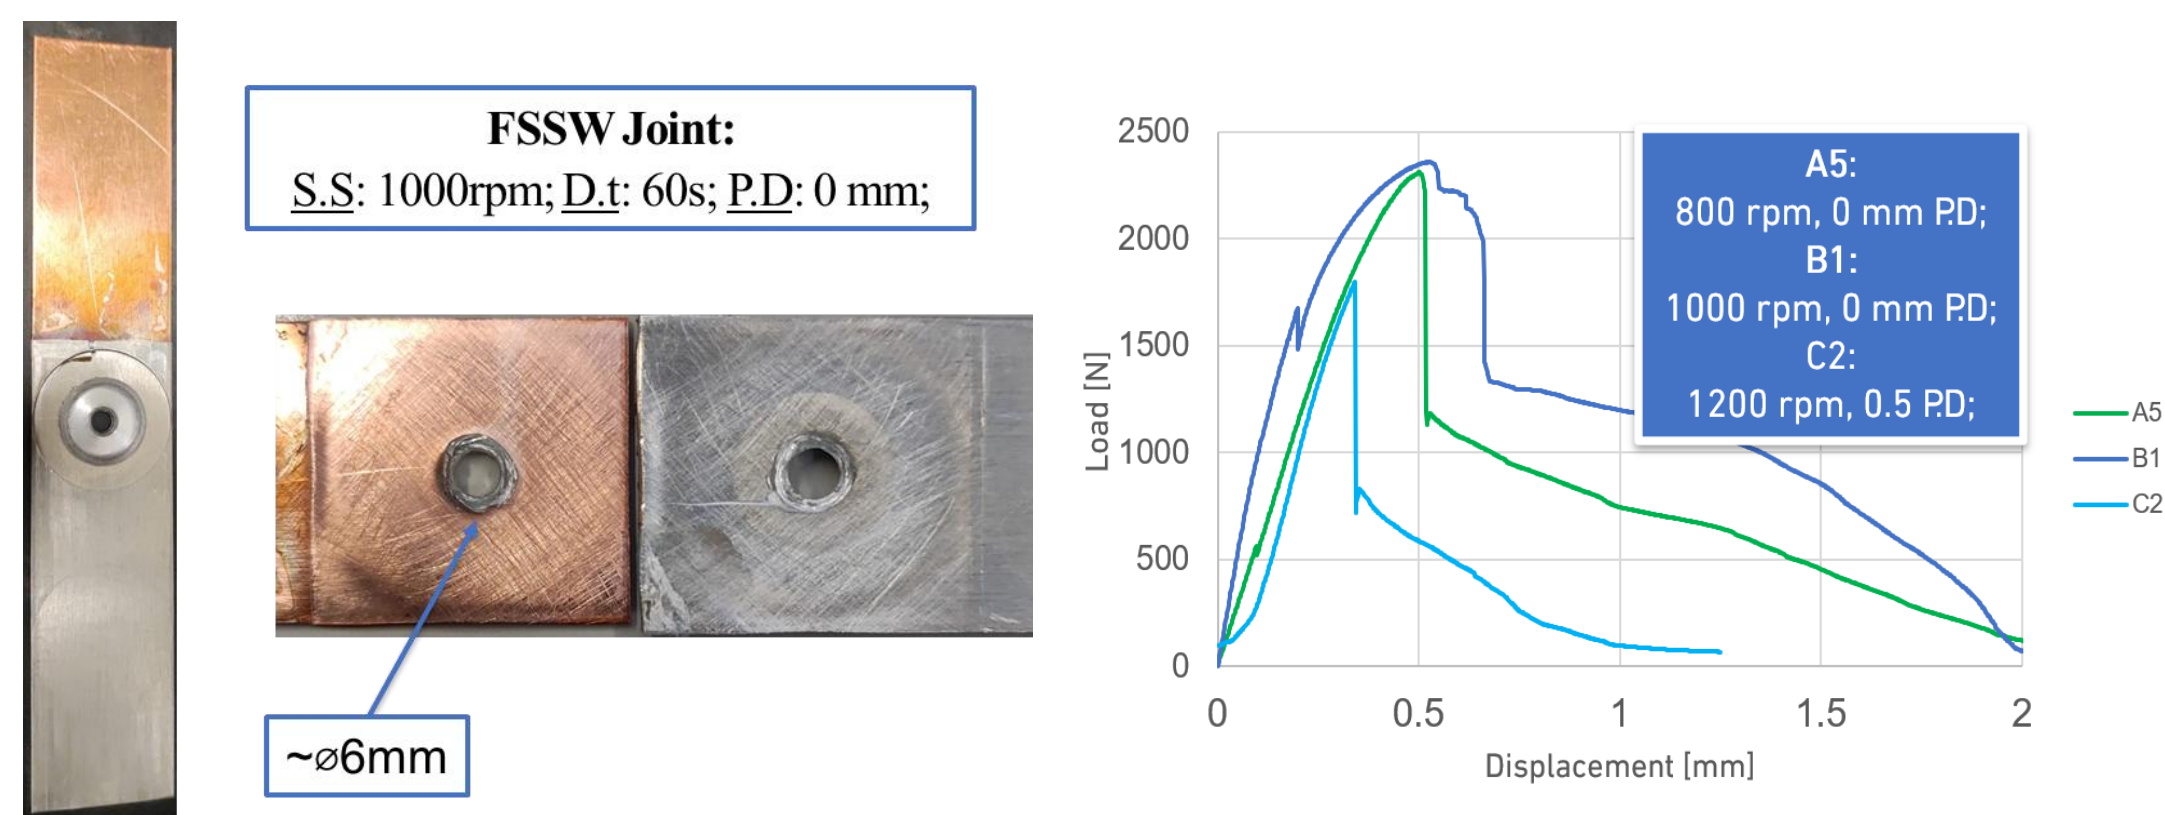 FSSW Joint:
S.S: 1000rpm; D.t: 60s; P.D: 0 mm;
~⌀6mm
2500
2000
1500
1000
500
0
Load [N]
0
0.5
1
1.5
2
Displacement [mm]
A5:
800 rpm, 0 mm P.D;
B1:
1000 rpm, 0 mm P.D;
C2:
1200 rpm, 0.5 P.D;
A5
B1
C2